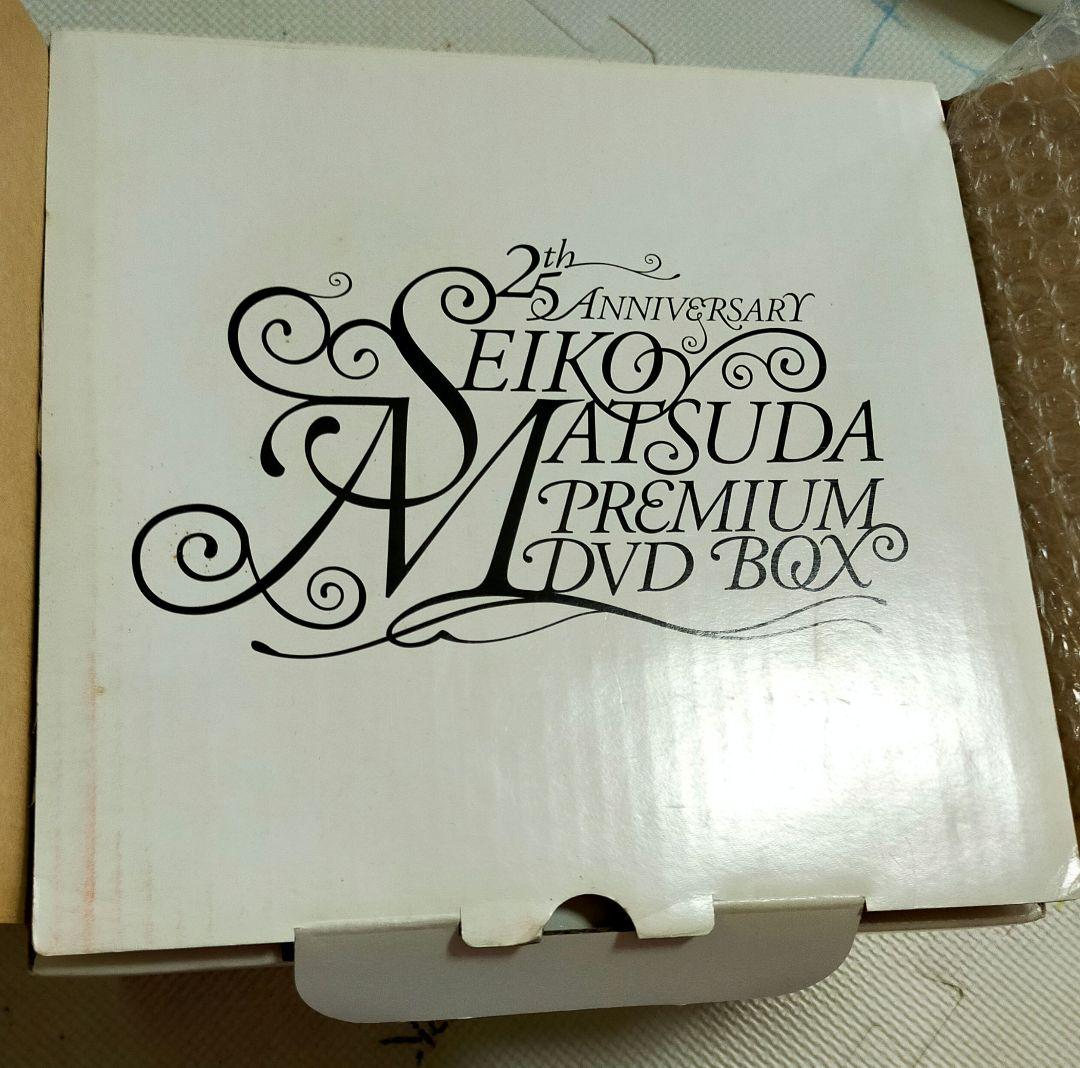 25th ANNIVERSARY
SEIKO
MATSUDA
PREMIUM
DVD BOX